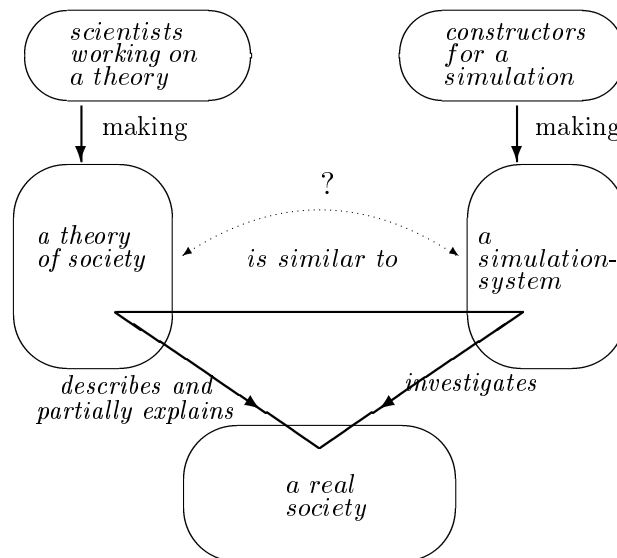 scientists
working on
a theory
constructors
for a
simulation
making
making
?
a theory
of society
is similar to
a
simulation-
system
describes and
partially explains
investigates
a real
society